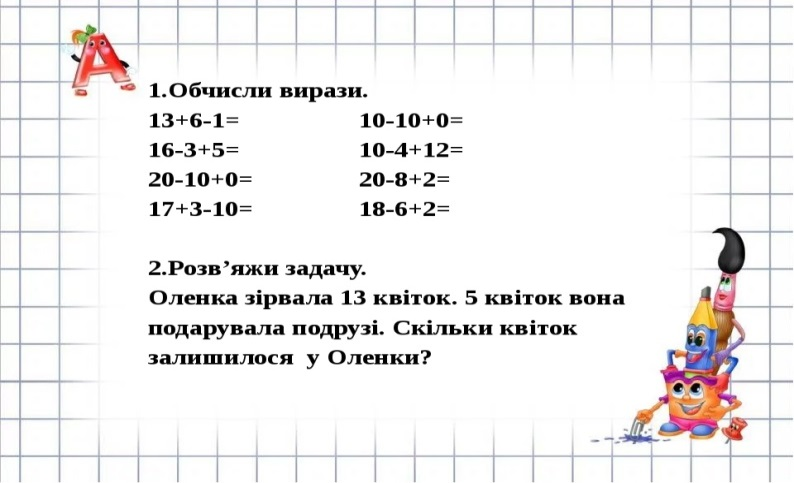 А
1.Обчисли вирази.
13+6-1= 10-10+0=
16-3+5= 10-4+12=
20-10+0= 20-8+2=
17+3-10= 18-6+2=
2.Розв’яжи задачу.
Оленка зірвала 13 квіток. 5 квіток вона
подарувала подрузі. Скільки квіток
залишилося у Оленки?